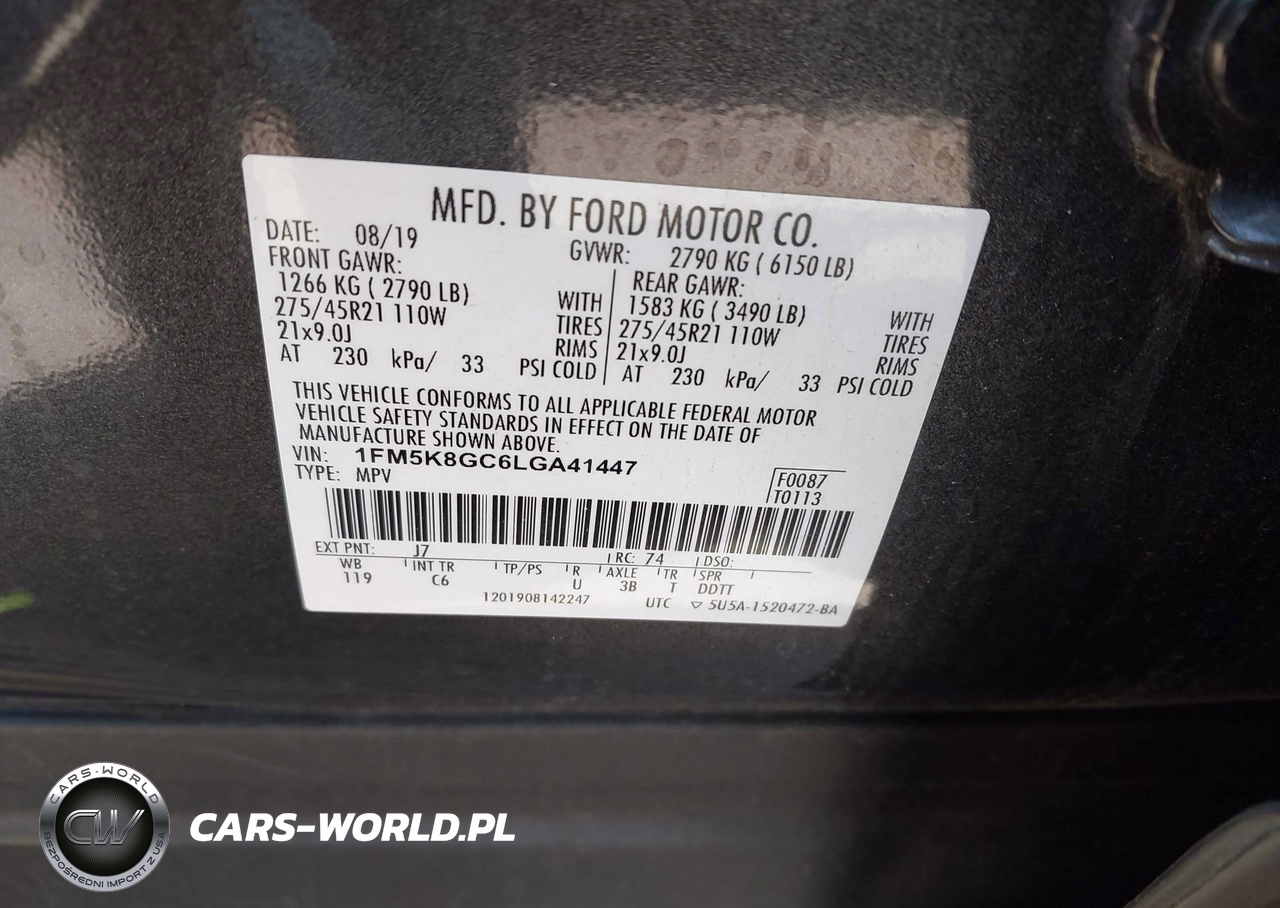 MFD. BY FORD MOTOR CO.
DATE: 08/19 GVWR: 2790 KG ( 6150 LB)
FRONT GAWR: REAR GAWR:
1266 KG ( 2790 LB) WITH 1583 KG ( 3490 LB) WITH
275/45R21 110W TIRES 275/45R21 110W TIRES
21x9.0J RIMS 21x9.0J RIMS
AT 230 kPa/ 33 PSI COLD AT 230 kPa/ 33 PSI COLD
THIS VEHICLE CONFORMS TO ALL APPLICABLE FEDERAL MOTOR
VEHICLE SAFETY STANDARDS IN EFFECT ON THE DATE OF
MANUFACTURE SHOWN ABOVE.
VIN: 1FM5K8GC6LGA41447
TYPE: MPV F0087
T0113
EXT PNT: J7 RC: 74 DSO:
WB INT TR TP/PS R AXLE TR SPR
119 C6 U 3B T DDTT
1201908142247 UTC ▽ 5U5A-1520472-BA
CARS-WORLD
CW
BEZPOŚREDNI IMPORT Z USA
CARS-WORLD.PL